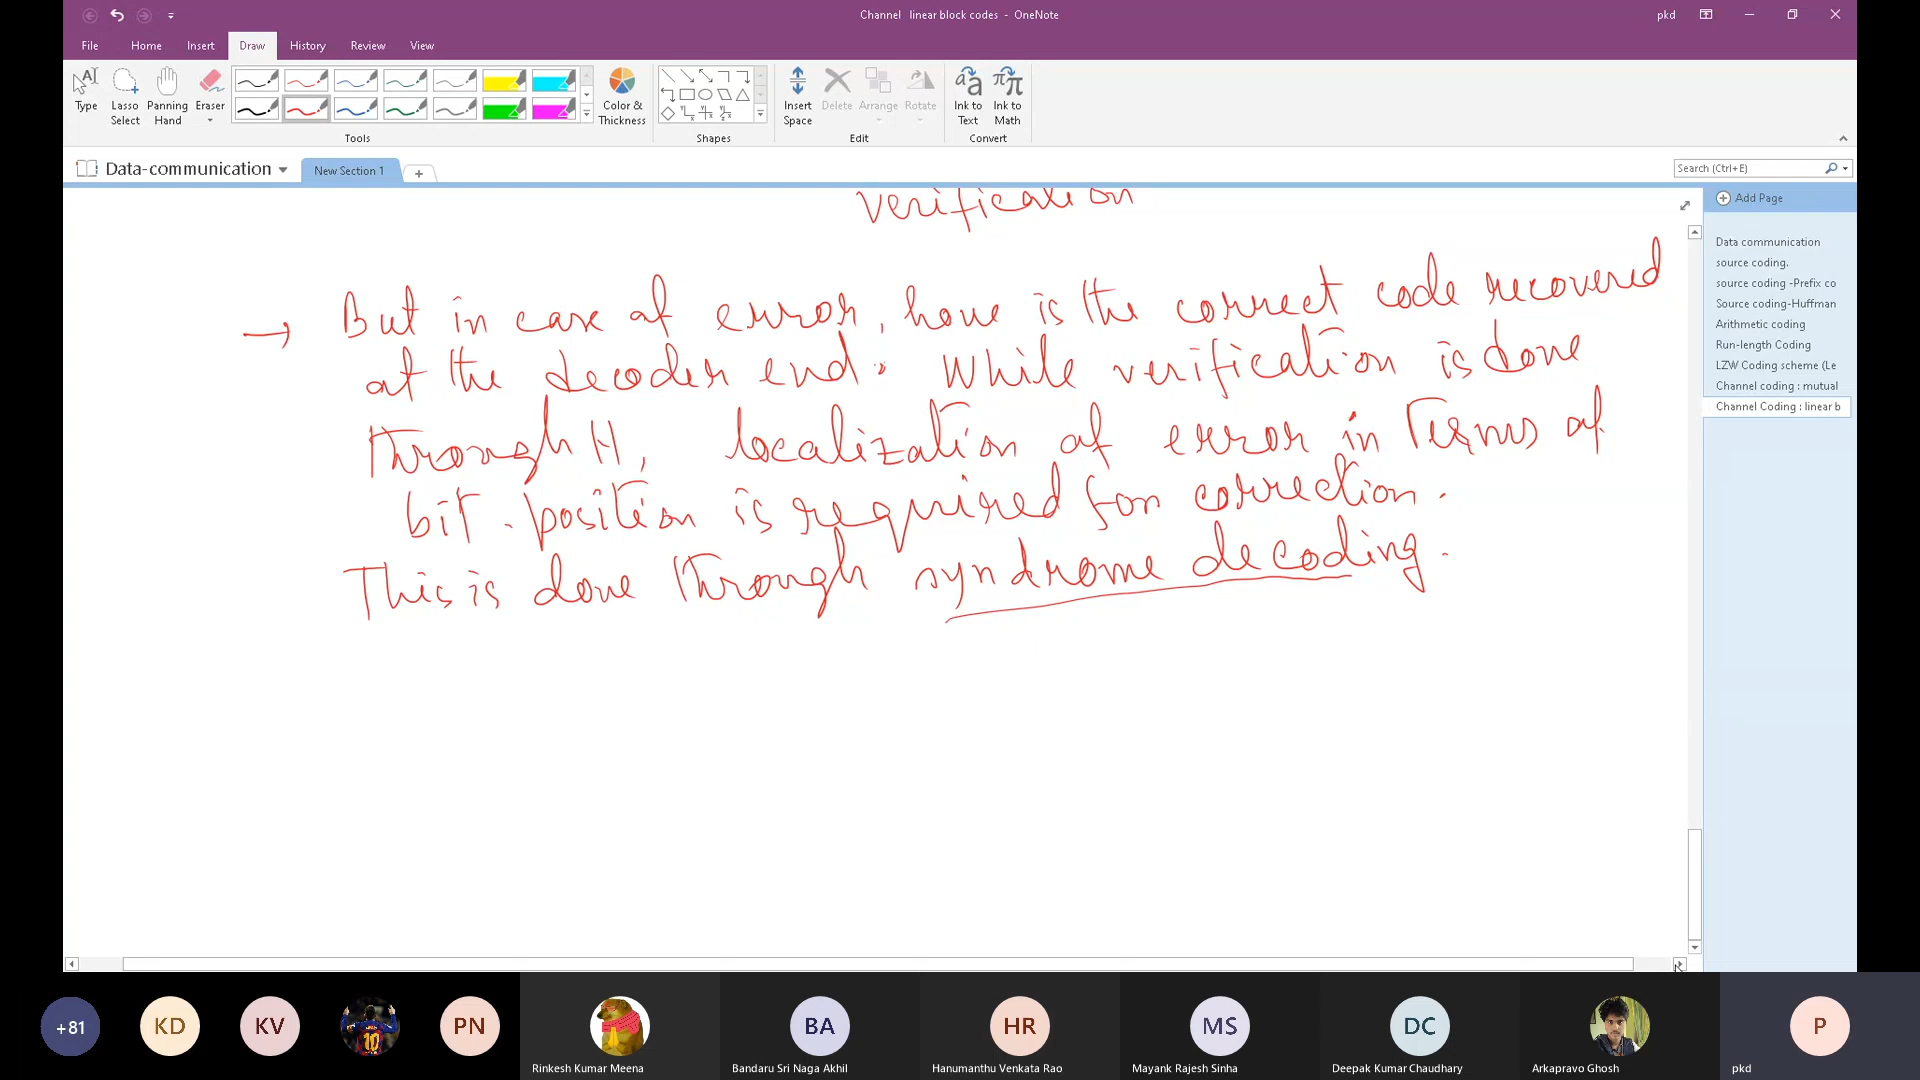 Channel linear block codes - OneNote
pkd
File Home Insert Draw History Review View
Type
Lasso Select
Panning Hand
Eraser
Color & Thickness
Insert Space
Delete
Arrange
Rotate
Ink to Text
Ink to Math
Tools
Shapes
Edit
Convert
Data-communication
New Section 1
Search (Ctrl+E)
Add Page
Data communication
source coding.
source coding -Prefix co
Source coding-Huffman
Arithmetic coding
Run-length Coding
LZW Coding scheme (Le
Channel coding : mutual
Channel Coding : linear b
verification
→ But in case of error, how is the correct code recovered
at the decoder end. While verification is done
through H, localization of error in terms of
bit-position is required for correction.
This is done through syndrome decoding.
+81
KD
KV
10
PN
Rinkesh Kumar Meena
BA
Bandaru Sri Naga Akhil
HR
Hanumanthu Venkata Rao
MS
Mayank Rajesh Sinha
DC
Deepak Kumar Chaudhary
Arkapravo Ghosh
P
pkd